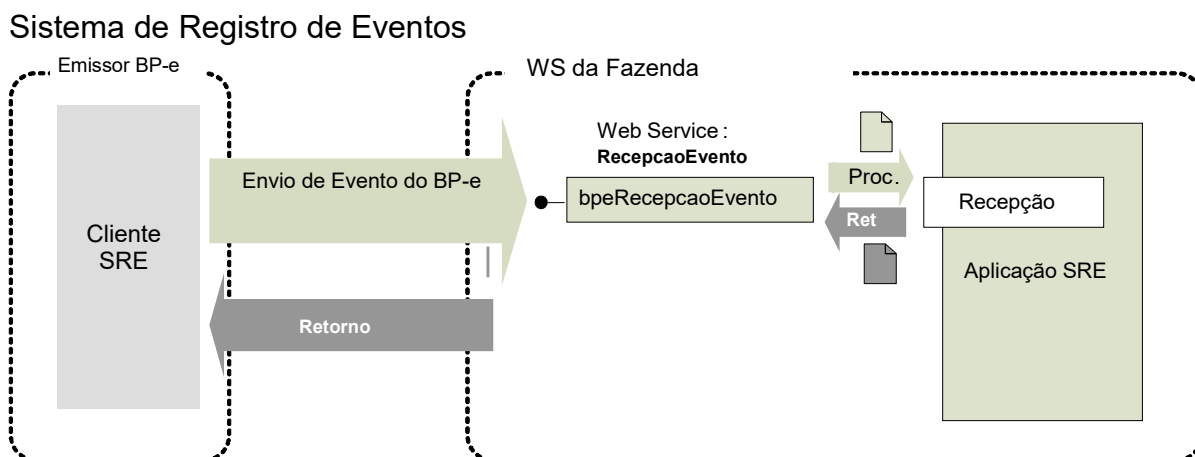 Sistema de Registro de Eventos
Emissor BP-e
WS da Fazenda
Web Service :
RecepcaoEvento
Envio de Evento do BP-e
bpeRecepcaoEvento
Proc.
Recepção
Ret
Cliente
SRE
Aplicação SRE
Retorno